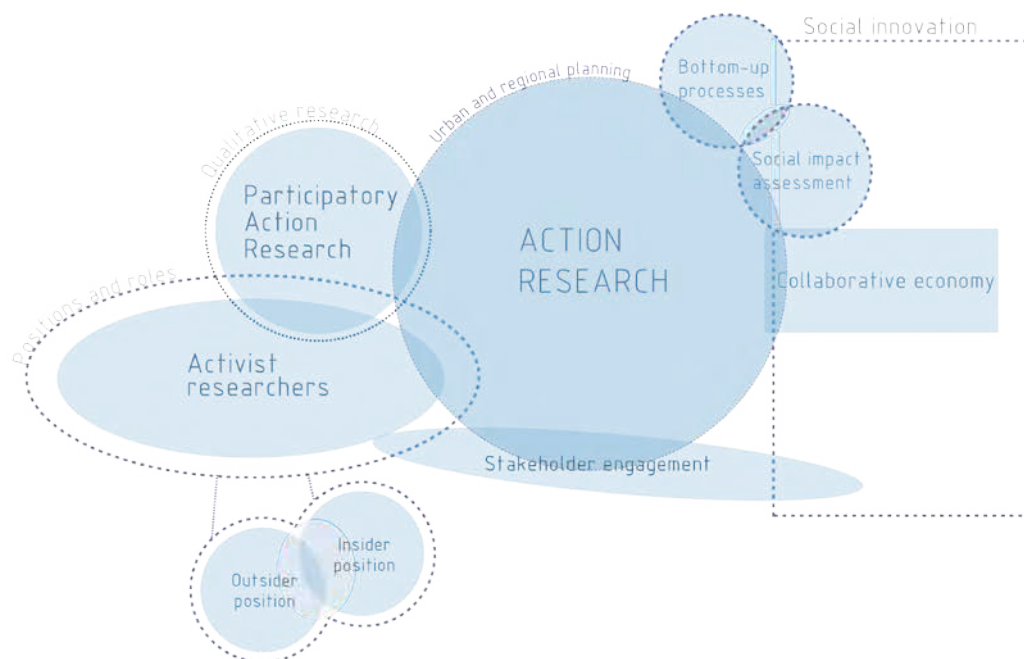 Social innovation
Urban and regional planning
Bottom-up
processes
Qualitative research
Social impact
assessment
Participatory
Action
Research
ACTION
RESEARCH
Collaborative economy
Positions and roles
Activist
researchers
Stakeholder engagement
Insider
position
Outsider
position